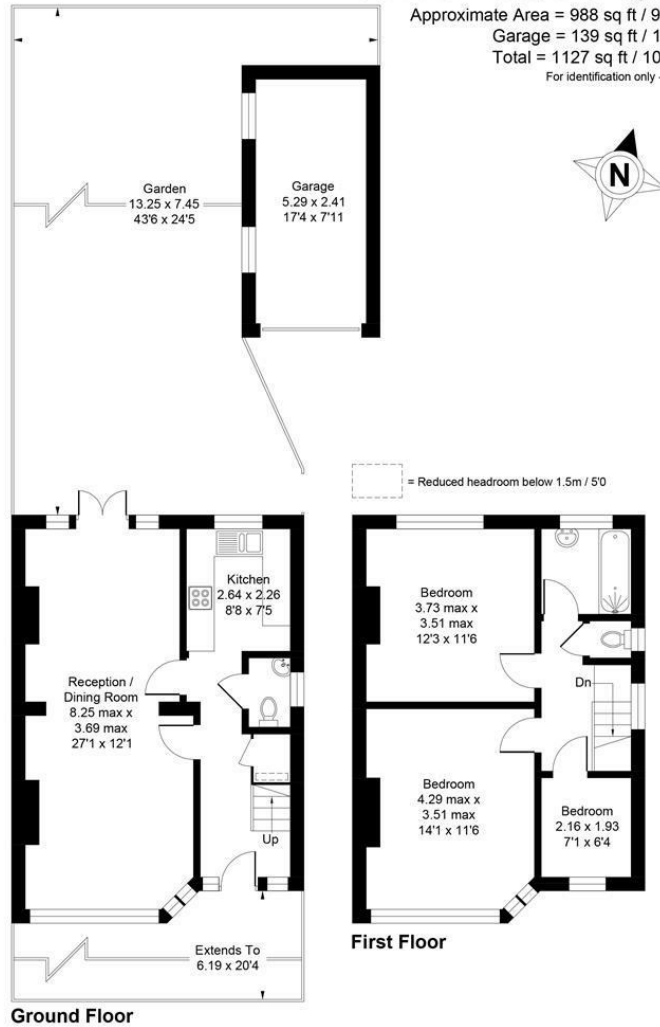 Approximate Area = 988 sq ft / 9
Garage = 139 sq ft / 1
Total = 1127 sq ft / 10
For identification only -
N
Garden
13.25 x 7.45
43'6 x 24'5
Garage
5.29 x 2.41
17'4 x 7'11
= Reduced headroom below 1.5m / 5'0
Kitchen
2.64 x 2.26
8'8 x 7'5
Reception /
Dining Room
8.25 max x
3.69 max
27'1 x 12'1
Up
Extends To
6.19 x 20'4
Ground Floor
Bedroom
3.73 max x
3.51 max
12'3 x 11'6
Dn
Bedroom
4.29 max x
3.51 max
14'1 x 11'6
Bedroom
2.16 x 1.93
7'1 x 6'4
First Floor